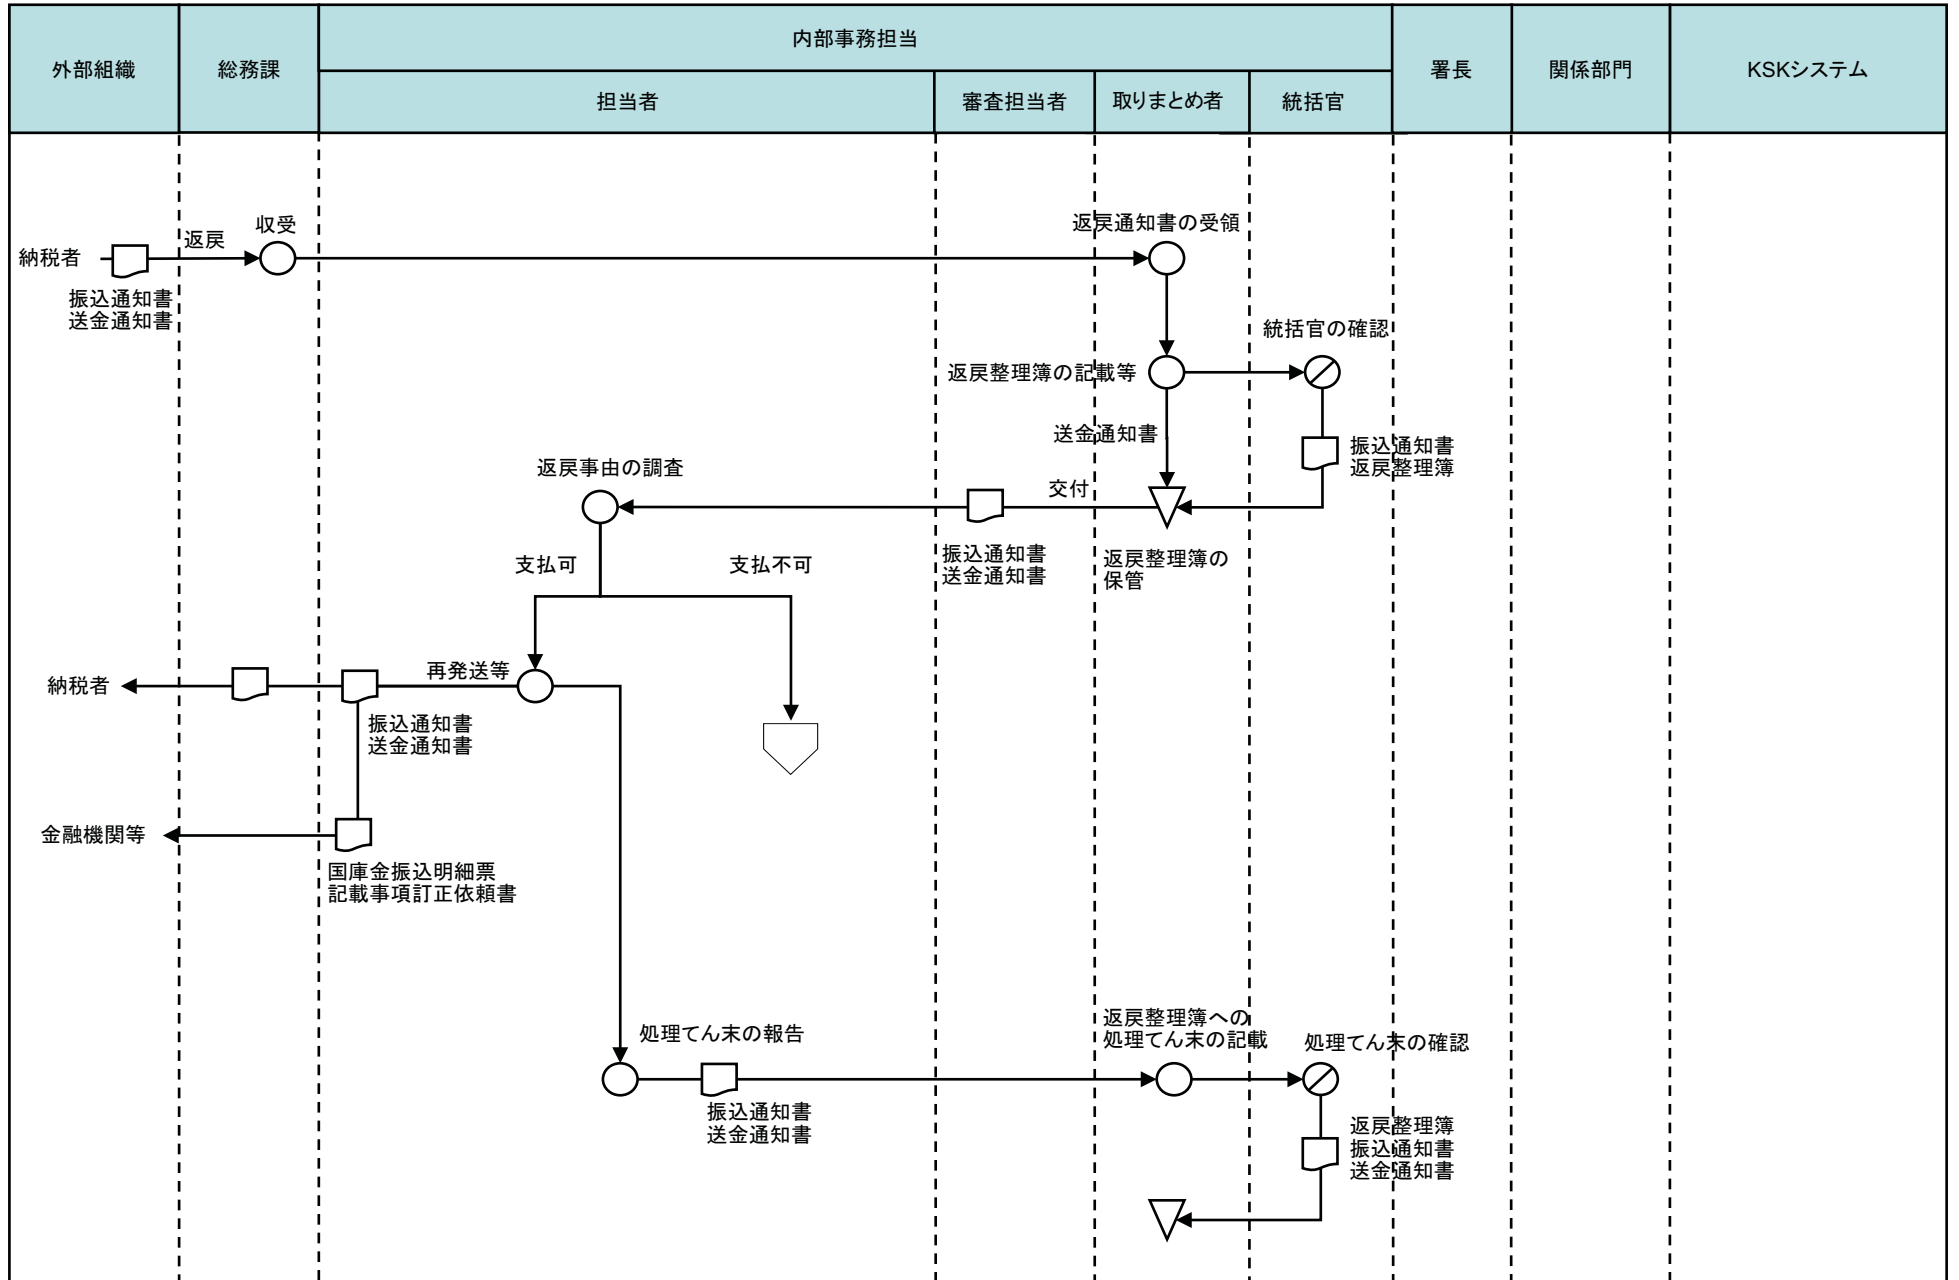 外部組織
総務課
内部事務担当
担当者
審査担当者
取りまとめ者
統括官
署長
関係部門
KSKシステム
納税者
返戻
収受
返戻通知書の受領
振込通知書
送金通知書
統括官の確認
返戻整理簿の記載等
送金通知書
振込通知書
返戻整理簿
返戻事由の調査
交付
振込通知書
送金通知書
返戻整理簿の
保管
支払可
支払不可
納税者
再発送等
振込通知書
送金通知書
金融機関等
国庫金振込明細票
記載事項訂正依頼書
処理てん末の報告
返戻整理簿への
処理てん末の記載
処理てん末の確認
振込通知書
送金通知書
返戻整理簿
振込通知書
送金通知書